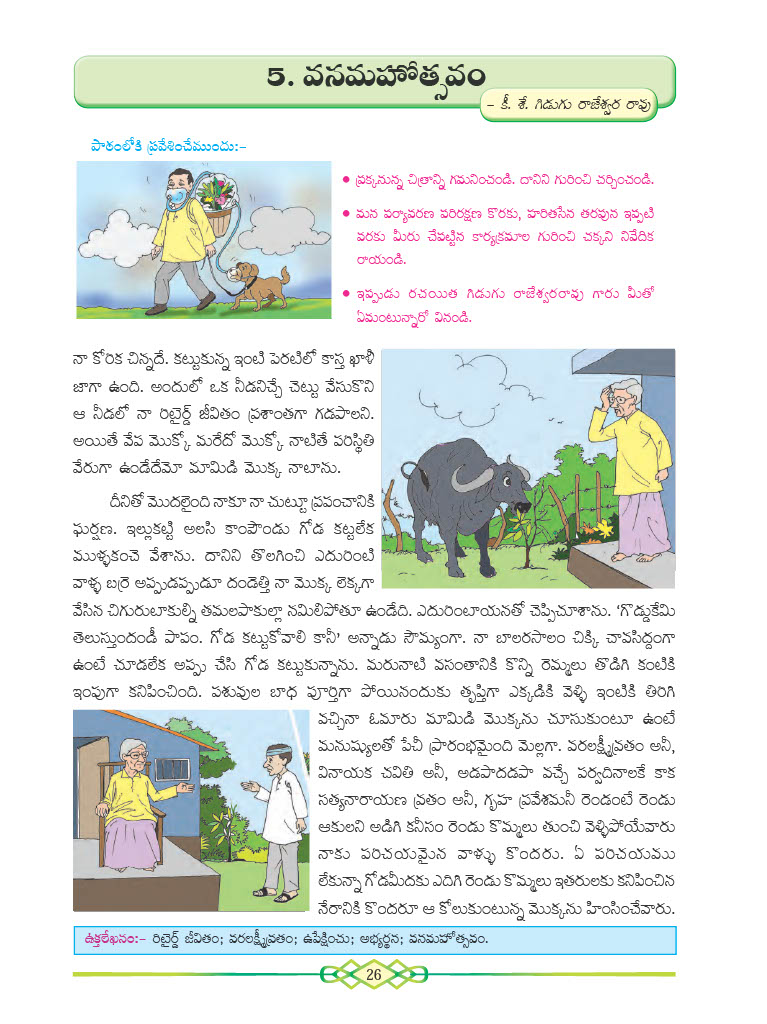 5. వనమహోత్సవం
– కీ. శే. గిడుగు రాజేశ్వర రావు
పాఠంలోకి ప్రవేశించేముందు:–
• ప్రక్కనున్న చిత్రాన్ని గమనించండి. దానిని గురించి చర్చించండి.
• మన పర్యావరణ పరిరక్షణ కొరకు, హరితసేన తరవున ఇప్పటి
వరకు మీరు చేపట్టిన కార్యక్రమాల గురించి చక్కని నివేదిక
రాయండి.
• ఇప్పుడు రచయిత గిడుగు రాజేశ్వరరావు గారు మీతో
ఏమంటున్నారో వినండి.
నా కోరిక చిన్నదే. కట్టుకున్న ఇంటి పెరటిలో కాస్త ఖాళీ
జాగా ఉంది. అందులో ఒక నీడనిచ్చే చెట్టు వేసుకొని
ఆ నీడలో నా రిటైర్డ్ జీవితం ప్రశాంతగా గడపాలని.
అయితే వేప మొక్కో మరేదో మొక్కో నాటితే పరిస్థితి
వేరుగా ఉండేదేమో మామిడి మొక్క నాటాను.
దీనితో మొదలైంది నాకూ నా చుట్టూ ప్రపంచానికి
ఘర్షణ. ఇల్లుకట్టి అలసి కాంపౌండు గోడ కట్టలేక
ముళ్ళకంచె వేశాను. దానిని తొలగించి ఎదురింటి
వాళ్ళ బర్రె అప్పుడప్పుడూ దండెత్తి నా మొక్క లెక్కగా
వేసిన చిగురుటాకుల్ని తమలపాకుల్లా నమిలిపోతూ ఉండేది. ఎదురింటాయనతో చెప్పిచూశాను. ‘గొడ్డుకేమి
తెలుస్తుందండీ పాపం. గోడ కట్టుకోవాలి కానీ’ అన్నాడు సౌమ్యంగా. నా బాలరసాలం చిక్కి చావసిద్దంగా
ఉంటే చూడలేక అప్పు చేసి గోడ కట్టుకున్నాను. మరునాటి వసంతానికి కొన్ని రెమ్మలు తొడిగి కంటికి
ఇంపుగా కనిపించింది. పశువుల బాధ పూర్తిగా పోయినందుకు తృప్తిగా ఎక్కడికి వెళ్ళి ఇంటికి తిరిగి
వచ్చినా ఓమారు మామిడి మొక్కను చూసుకుంటూ ఉంటే
మనుష్యులతో పేచీ ప్రారంభమైంది మెల్లగా. వరలక్ష్మీవ్రతం అనీ,
వినాయక చవితి అనీ, అడపాదడపా వచ్చే పర్వదినాలకే కాక
సత్యనారాయణ వ్రతం అనీ, గృహ ప్రవేశమనీ రెండంటే రెండు
ఆకులని అడిగి కనీసం రెండు కొమ్మలు తుంచి వెళ్ళిపోయేవారు
నాకు పరిచయమైన వాళ్ళు కొందరు. ఏ పరిచయము
లేకున్నా గోడమీదకు ఎదిగి రెండు కొమ్మలు ఇతరులకు కనిపించిన
నేరానికి కొందరూ ఆ కోలుకుంటున్న మొక్కను హింసించేవారు.
ఉక్తలేఖనం:– రిటైర్డ్ జీవితం; వరలక్ష్మీవ్రతం; ఉపేక్షించు; అభ్యర్థన; వనమహోత్సవం.
26